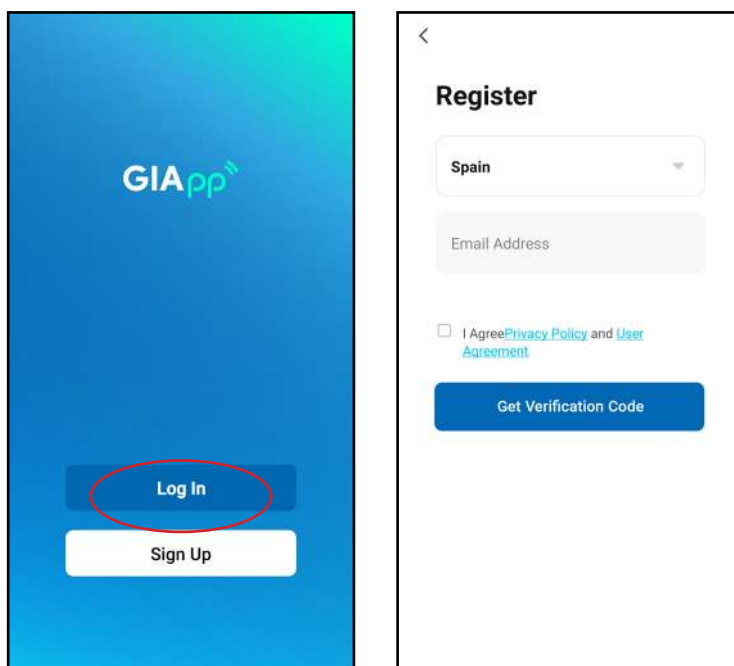 GIApp
Log In
Sign Up
Register
Spain
Email Address
I AgreePrivacy Policy and User
Agreement
Get Verification Code